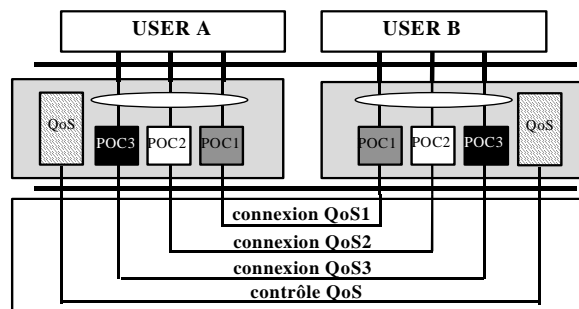 USER A USER B
QoS POC3 POC2 POC1 POC1 POC2 POC3 QoS
connexion QoS1
connexion QoS2
connexion QoS3
contrôle QoS